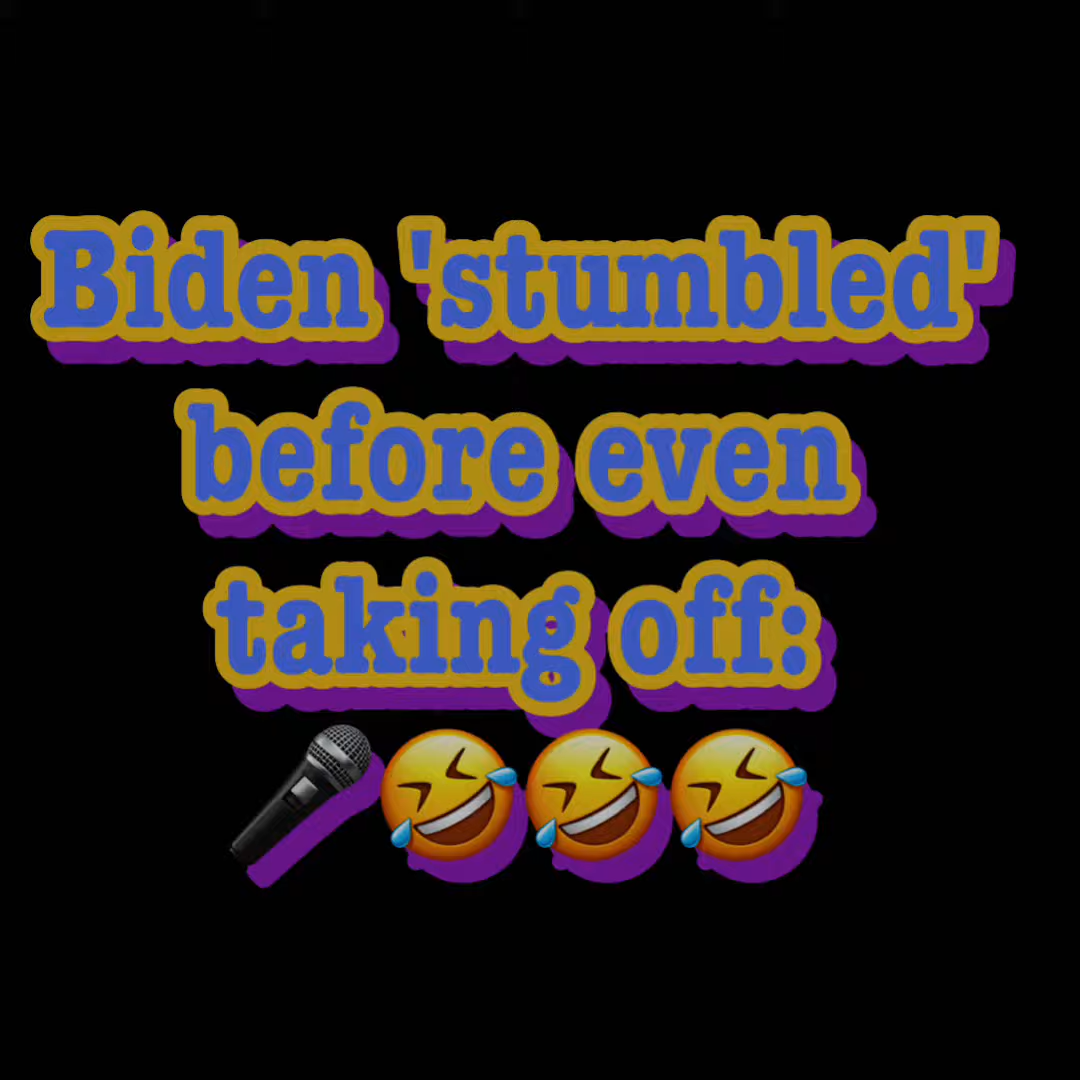 Biden 'stumbled'
before even
taking off:
🎤🤣🤣🤣